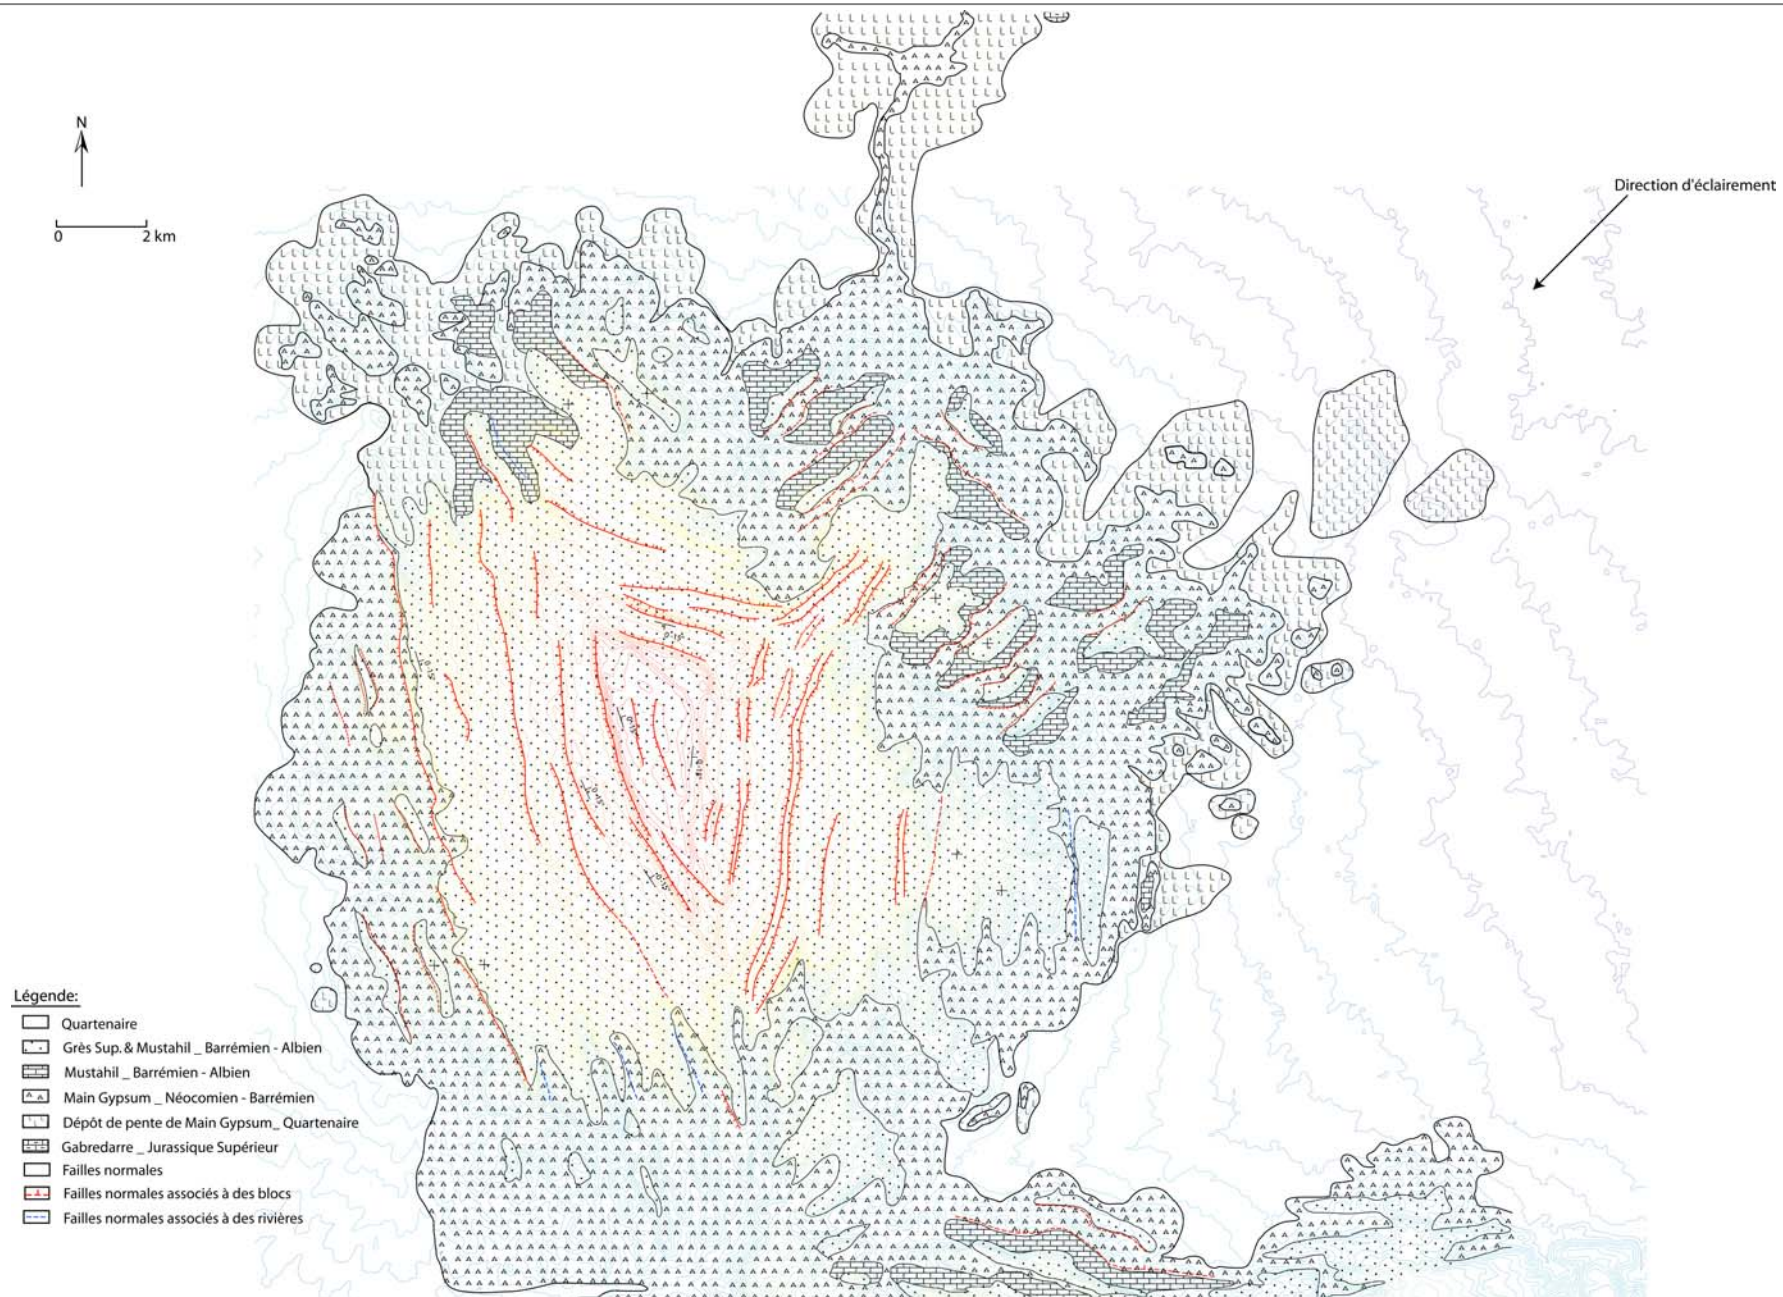 N
0 2 km
Direction d'éclairement
Légende:
Quartenaire
Grès Sup. & Mustahil _ Barrémien - Albien
Mustahil _ Barrémien - Albien
Main Gypsum _ Néocomien - Barrémien
Dépôt de pente de Main Gypsum_ Quartenaire
Gabredarre _ Jurassique Supérieur
Failles normales
Failles normales associés à des blocs
Failles normales associés à des rivières